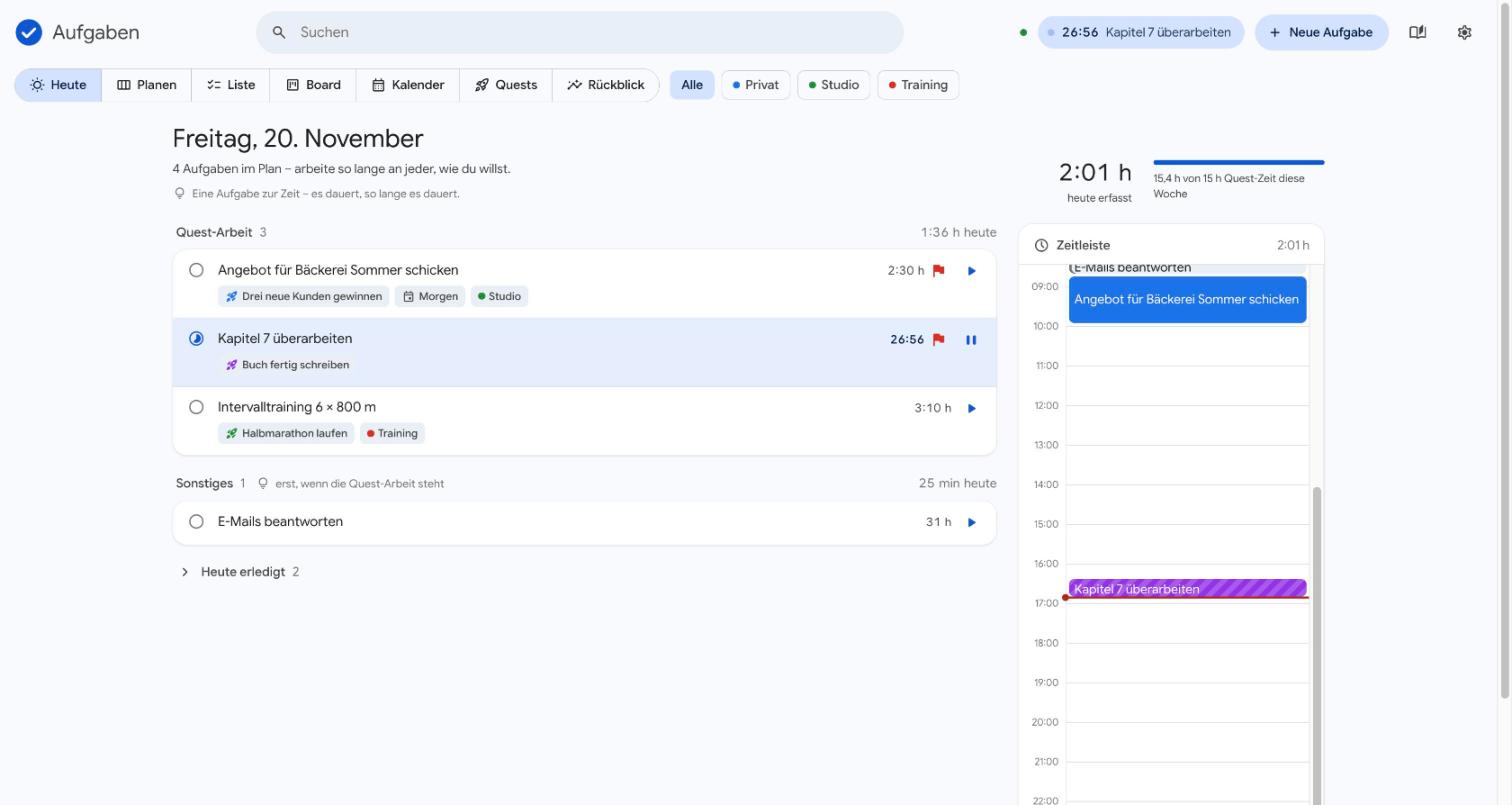 Aufgaben
Suchen
26:56 Kapitel 7 überarbeiten
+ Neue Aufgabe
Heute
Planen
Liste
Board
Kalender
Quests
Rückblick
Alle
Privat
Studio
Training
Freitag, 20. November
4 Aufgaben im Plan – arbeite so lange an jeder, wie du willst.
Eine Aufgabe zur Zeit – es dauert, so lange es dauert.
2:01 h
heute erfasst
15,4 h von 15 h Quest-Zeit diese
Woche
Quest-Arbeit 3
1:36 h heute
Angebot für Bäckerei Sommer schicken
2:30 h
Drei neue Kunden gewinnen
Morgen
Studio
Kapitel 7 überarbeiten
26:56
Buch fertig schreiben
Intervalltraining 6 × 800 m
3:10 h
Halbmarathon laufen
Training
Sonstiges 1
erst, wenn die Quest-Arbeit steht
25 min heute
E-Mails beantworten
31 h
Heute erledigt 2
Zeitleiste
2:01 h
E-Mails beantworten
09:00
Angebot für Bäckerei Sommer schicken
10:00
11:00
12:00
13:00
14:00
15:00
16:00
Kapitel 7 überarbeiten
17:00
18:00
19:00
20:00
21:00
22:00